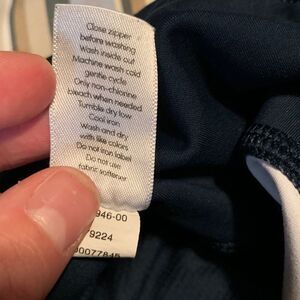 Close zipper
before washing
Wash inside out
Machine wash cold
gentle cycle
Only non-chlorine
bleach when needed
Tumble dry low
Cool iron
Wash and dry
with like colors
Do not iron label
Do not use
fabric softener
946-00
79224
00077845